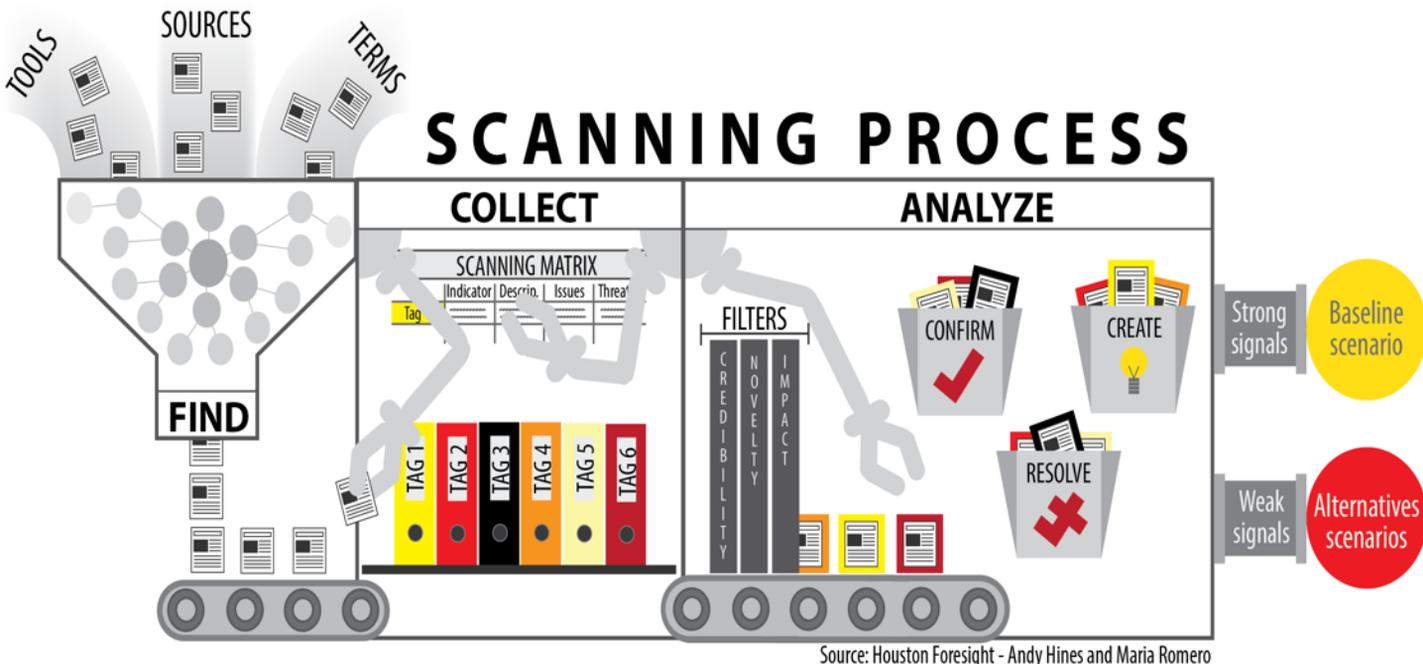 TOOLS
SOURCES
TERMS
SCANNING PROCESS
COLLECT
ANALYZE
SCANNING MATRIX
Indicator Descrip. Issues Threat
Tag
FIND
TAG 1
TAG 2
TAG 3
TAG 4
TAG 5
TAG 6
FILTERS
CREDIBILITY
NOVELTY
IMPACT
CONFIRM
CREATE
RESOLVE
Strong
signals
Baseline
scenario
Weak
signals
Alternatives
scenarios
Source: Houston Foresight - Andy Hines and Maria Romero